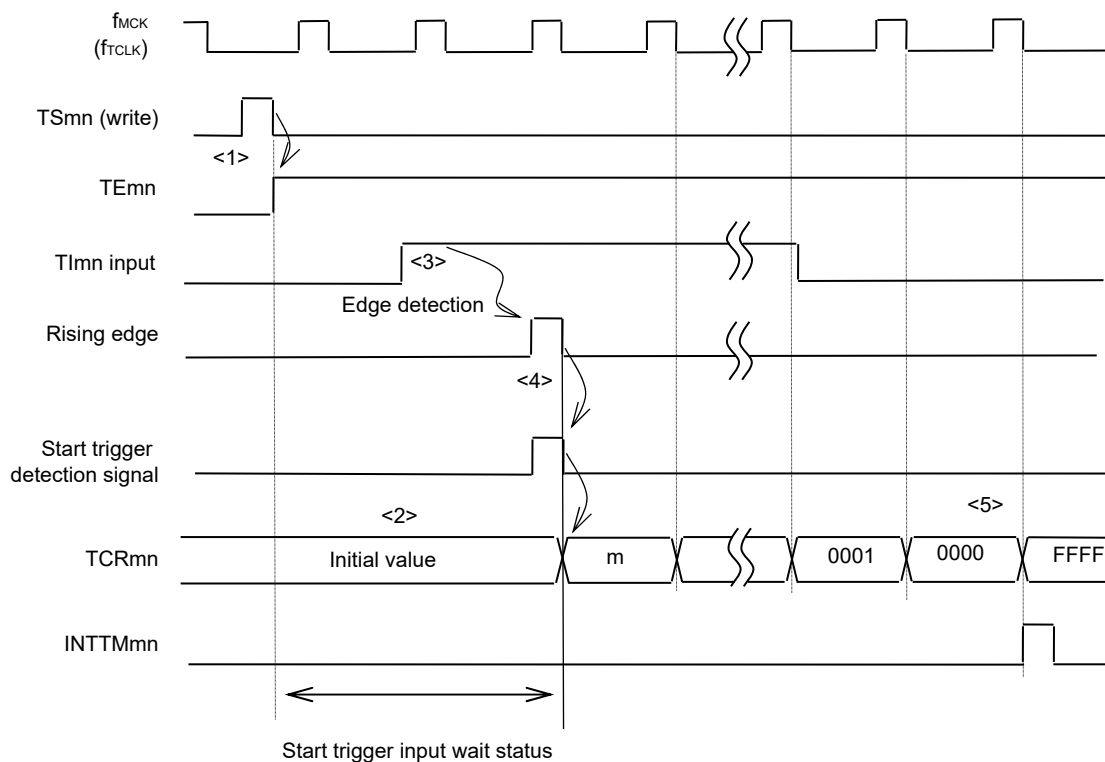 fMCK
(fTCLK)
TSmn (write)
<1>
TEmn
TImn input
<3>
Edge detection
Rising edge
<4>
Start trigger
detection signal
<2>
<5>
TCRmn
Initial value
m
0001
0000
FFFF
INTTMmn
Start trigger input wait status